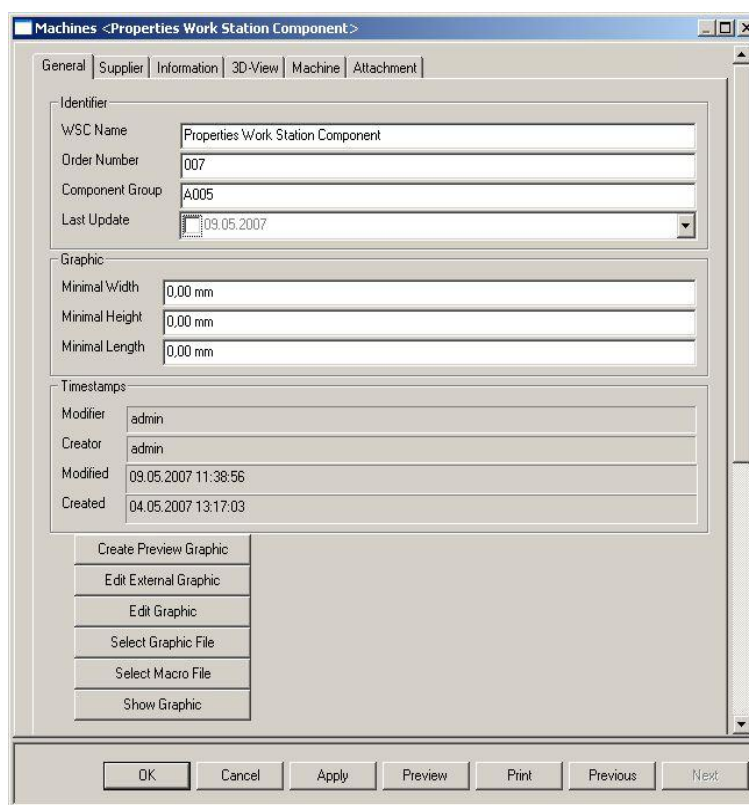 Machines <Properties Work Station Component>
General Supplier Information 3D-View Machine Attachment
Identifier
WSC Name Properties Work Station Component
Order Number 007
Component Group A005
Last Update 09.05.2007
Graphic
Minimal Width 0,00 mm
Minimal Height 0,00 mm
Minimal Length 0,00 mm
Timestamps
Modifier admin
Creator admin
Modified 09.05.2007 11:38:56
Created 04.05.2007 13:17:03
Create Preview Graphic
Edit External Graphic
Edit Graphic
Select Graphic File
Select Macro File
Show Graphic
OK Cancel Apply Preview Print Previous Next